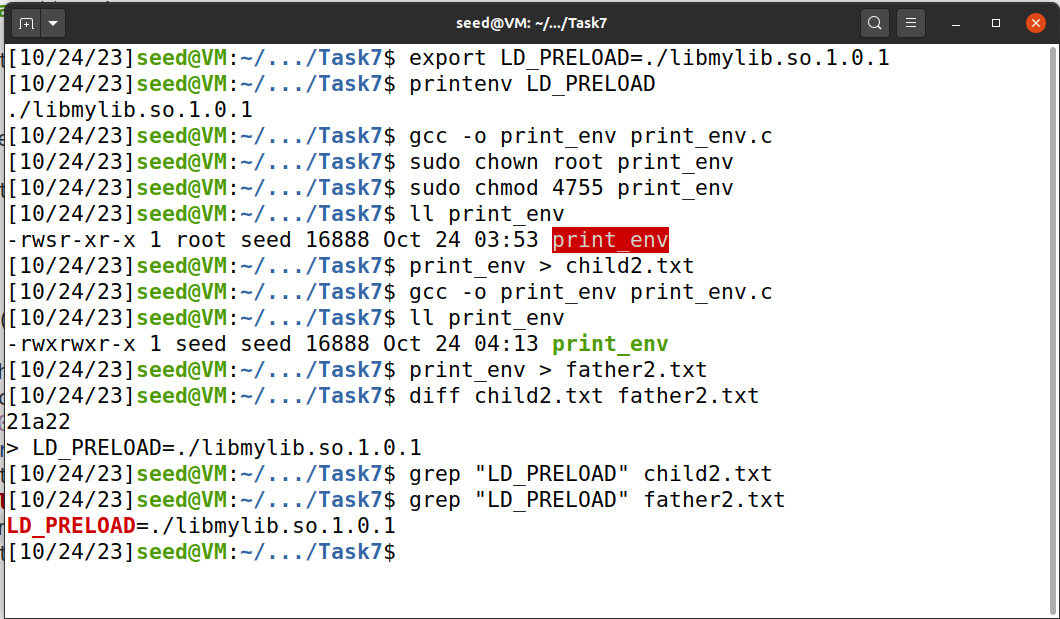 seed@VM: ~/.../Task7
[10/24/23]seed@VM:~/.../Task7$ export LD_PRELOAD=./libmylib.so.1.0.1
[10/24/23]seed@VM:~/.../Task7$ printenv LD_PRELOAD
./libmylib.so.1.0.1
[10/24/23]seed@VM:~/.../Task7$ gcc -o print_env print_env.c
[10/24/23]seed@VM:~/.../Task7$ sudo chown root print_env
[10/24/23]seed@VM:~/.../Task7$ sudo chmod 4755 print_env
[10/24/23]seed@VM:~/.../Task7$ ll print_env
-rwsr-xr-x 1 root seed 16888 Oct 24 03:53 print_env
[10/24/23]seed@VM:~/.../Task7$ print_env > child2.txt
[10/24/23]seed@VM:~/.../Task7$ gcc -o print_env print_env.c
[10/24/23]seed@VM:~/.../Task7$ ll print_env
-rwxrwxr-x 1 seed seed 16888 Oct 24 04:13 print_env
[10/24/23]seed@VM:~/.../Task7$ print_env > father2.txt
[10/24/23]seed@VM:~/.../Task7$ diff child2.txt father2.txt
21a22
> LD_PRELOAD=./libmylib.so.1.0.1
[10/24/23]seed@VM:~/.../Task7$ grep "LD_PRELOAD" child2.txt
[10/24/23]seed@VM:~/.../Task7$ grep "LD_PRELOAD" father2.txt
LD_PRELOAD=./libmylib.so.1.0.1
[10/24/23]seed@VM:~/.../Task7$